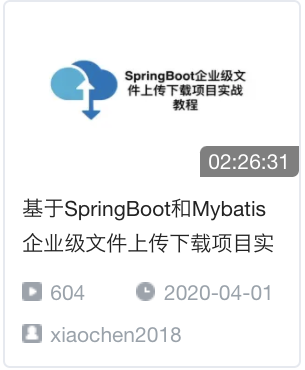 SpringBoot企业级文
件上传下载项目实战
教程
02:26:31
基于SpringBoot和Mybatis
企业级文件上传下载项目实
604
2020-04-01
xiaochen2018